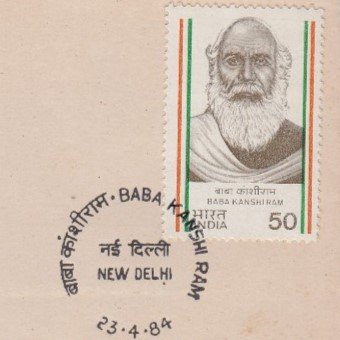 बाबा कांशीराम
BABA KANSHI RAM
भारत 50
INDIA
बाबा कांशीराम · BABA KANSHI RAM
नई दिल्ली
NEW DELHI
23·4·84